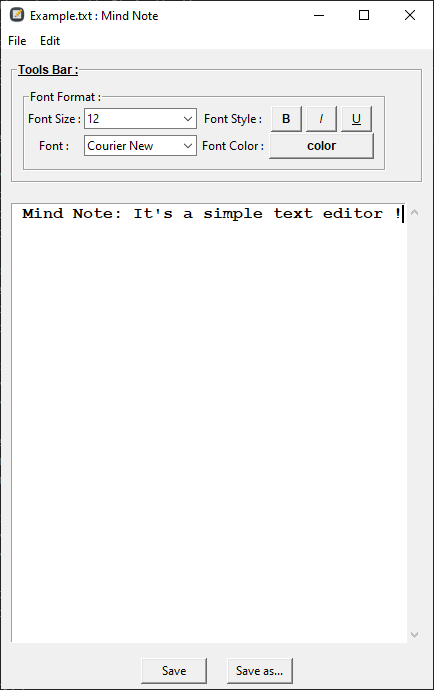 Example.txt : Mind Note
File Edit
Tools Bar :
Font Format :
Font Size : 12 Font Style : B I U
Font : Courier New Font Color : color
Mind Note: It's a simple text editor !
Save Save as...